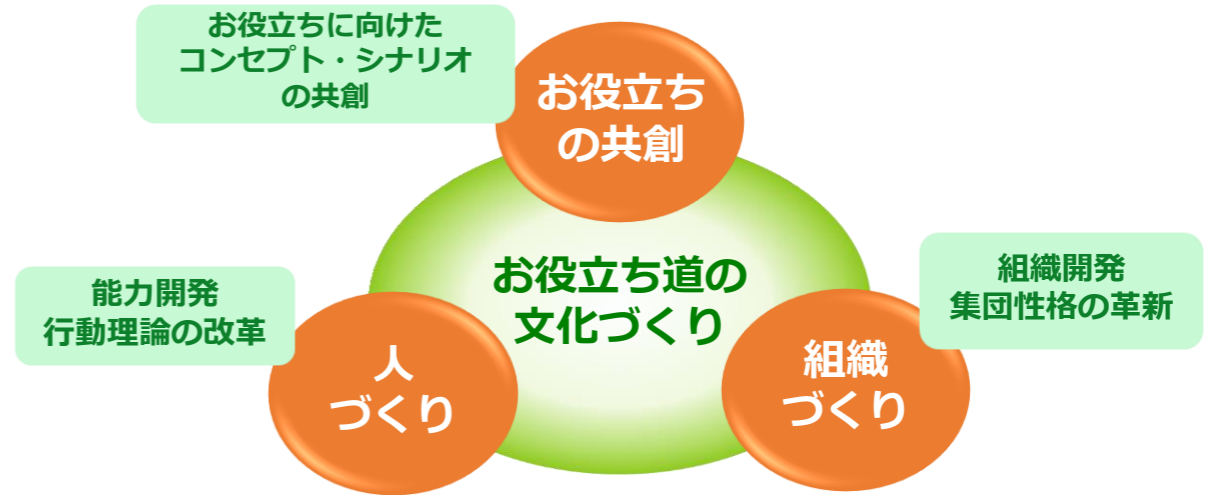 お役立ちに向けた
コンセプト・シナリオ
の共創
お役立ち
の共創
お役立ち道の
文化づくり
能力開発
行動理論の改革
人
づくり
組織開発
集団性格の革新
組織
づくり